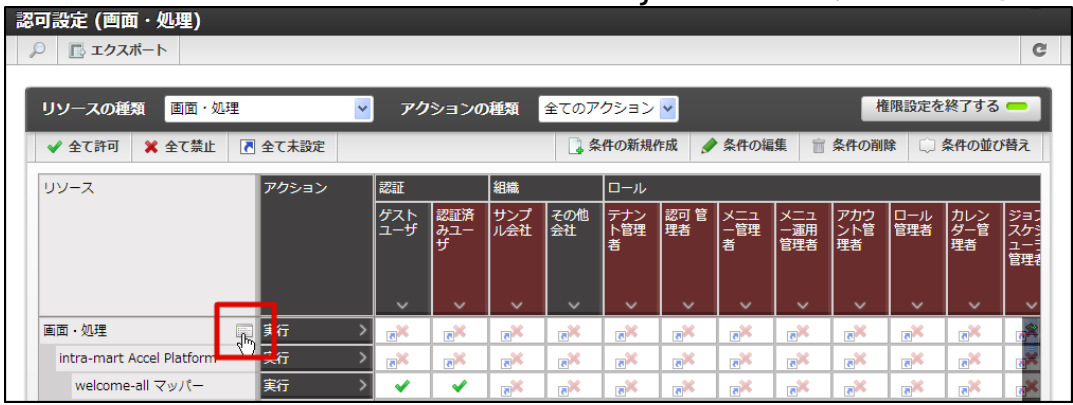 認可設定 (画面・処理)
エクスポート
リソースの種類 画面・処理 アクションの種類 全てのアクション 権限設定を終了する
全て許可 全て禁止 全て未設定 条件の新規作成 条件の編集 条件の削除 条件の並び替え
リソース アクション 認証 組織 ロール
ゲスト
ユーザ
認証済
みユー
ザ
サンプ
ル会社
その他
会社
テナン
ト管理
者
認可 管
理者
メニュ
ー管理
者
メニュ
ー運用
管理者
アカウ
ント管
理者
ロール
管理者
カレン
ダー管
理者
ジョブ
スケジ
ューラ
管理者
画面・処理 実行
intra-mart Accel Platform 実行
welcome-all マッパー 実行